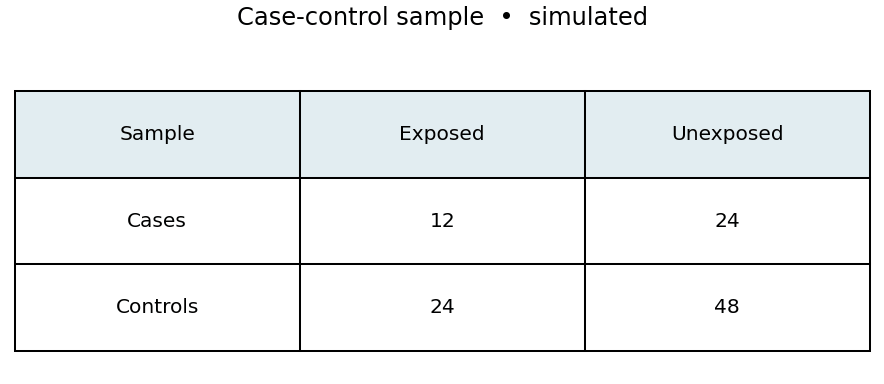 Case-control sample • simulated
Sample Exposed Unexposed
Cases 12 24
Controls 24 48